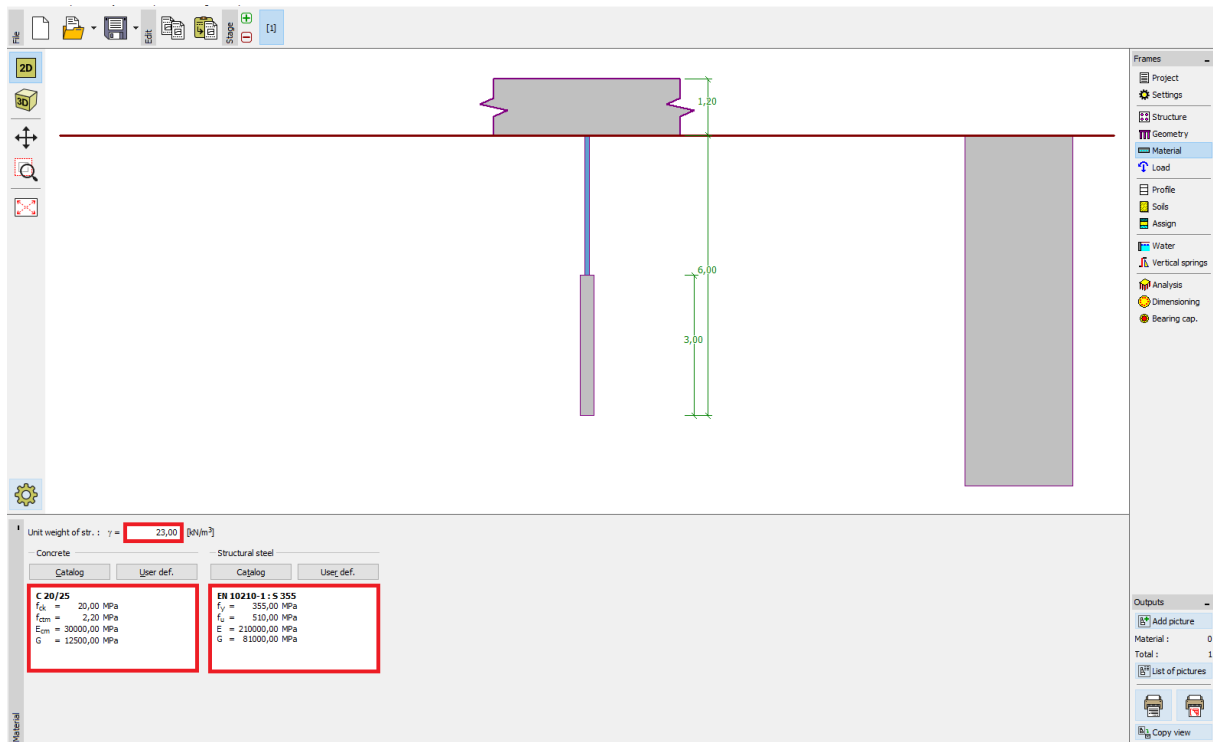 File
Edit
Stage
[1]
2D
3D
1,20
6,00
3,00
Frames
Project
Settings
Structure
Geometry
Material
Load
Profile
Soils
Assign
Water
Vertical springs
Analysis
Dimensioning
Bearing cap.
Unit weight of str. : γ = 23,00 [kN/m³]
Concrete
Catalog User def.
C 20/25
fck = 20,00 MPa
fctm = 2,20 MPa
Ecm = 30000,00 MPa
G = 12500,00 MPa
Structural steel
Catalog User def.
EN 10210-1 : S 355
fy = 355,00 MPa
fu = 510,00 MPa
E = 210000,00 MPa
G = 81000,00 MPa
Material
Outputs
Add picture
Material : 0
Total : 1
List of pictures
Copy view